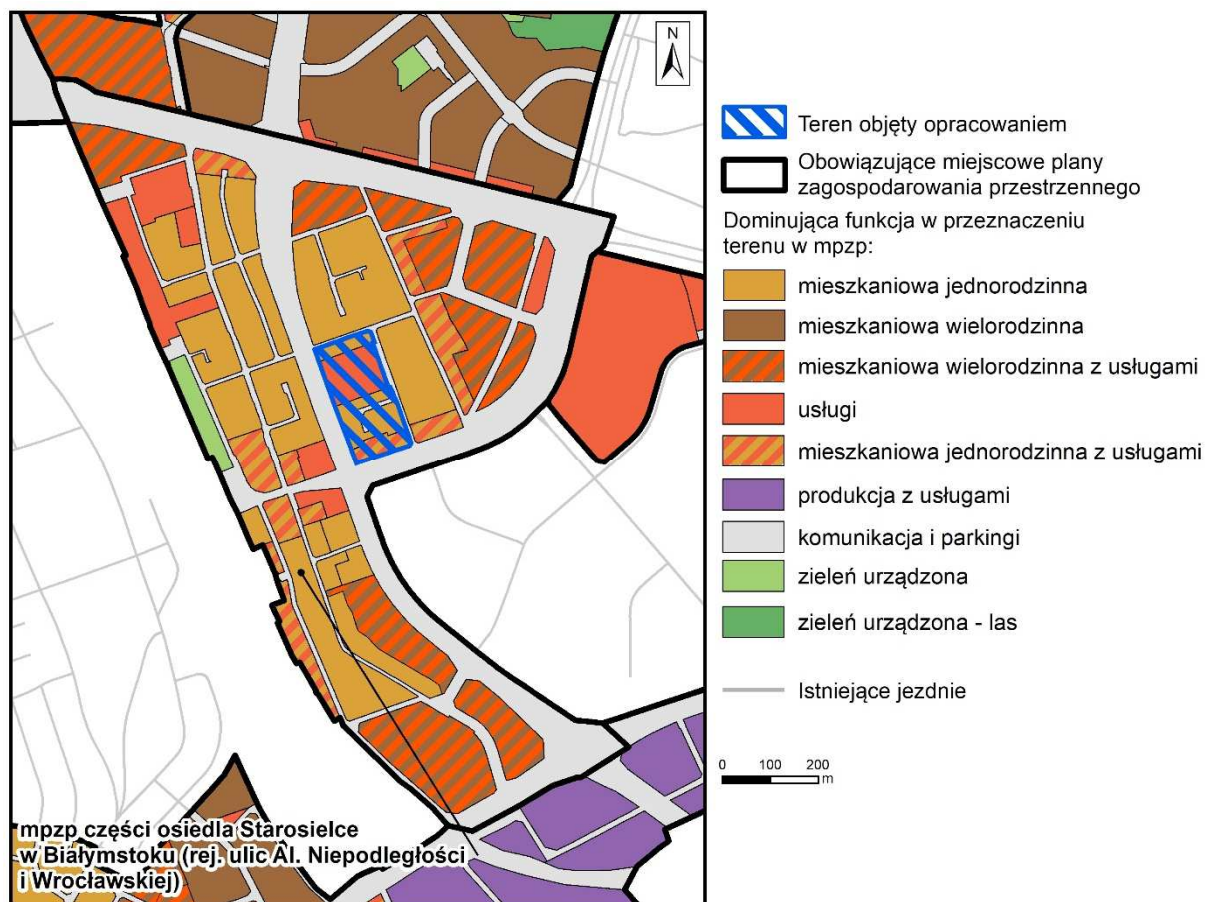 N
Teren objęty opracowaniem
Obowiązujące miejscowe plany
zagospodarowania przestrzennego
Dominująca funkcja w przeznaczeniu
terenu w mpzp:
mieszkaniowa jednorodzinna
mieszkaniowa wielorodzinna
mieszkaniowa wielorodzinna z usługami
usługi
mieszkaniowa jednorodzinna z usługami
produkcja z usługami
komunikacja i parkingi
zieleń urządzona
zieleń urządzona - las
Istniejące jezdnie
0 100 200
m
mpzp części osiedla Starosielce
w Białymstoku (rej. ulic Al. Niepodległości
i Wrocławskiej)